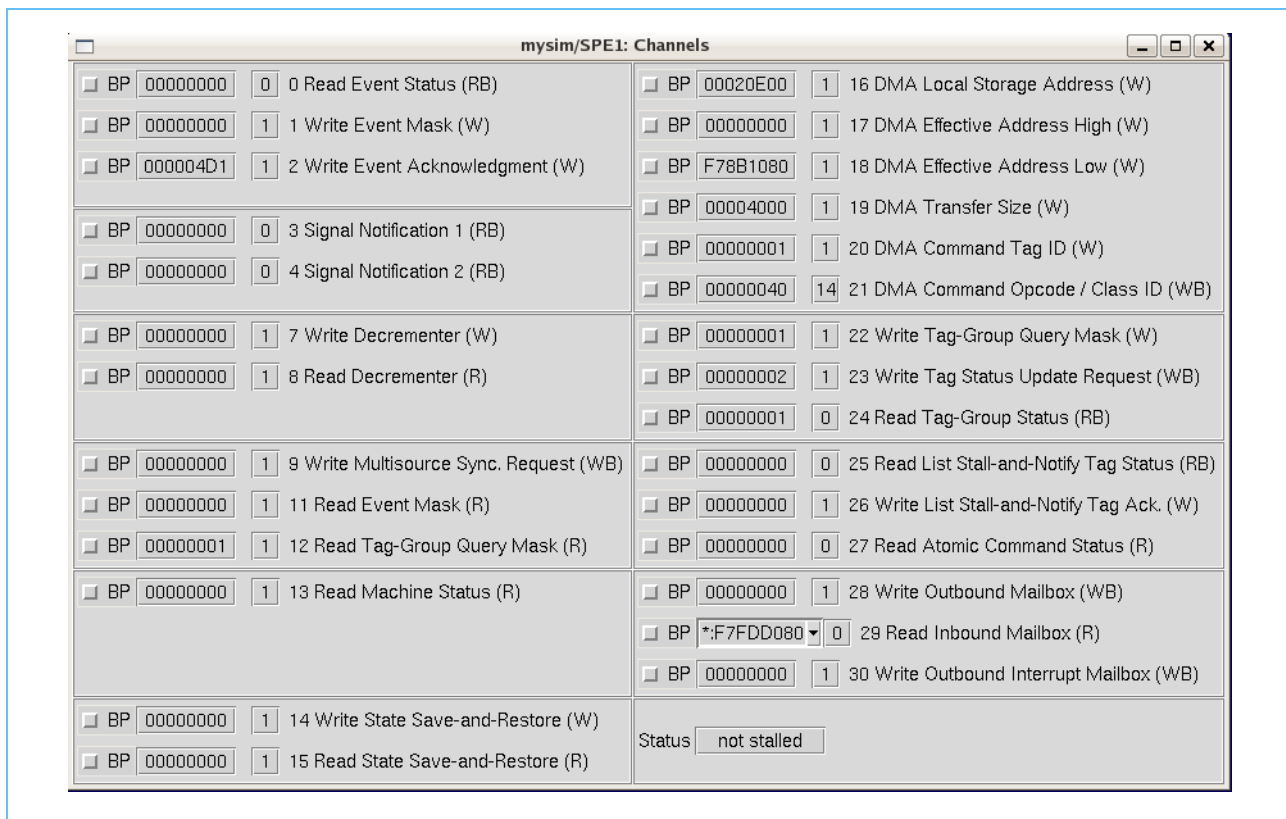 mysim/SPE1: Channels
BP 00000000 0 0 Read Event Status (RB)
BP 00000000 1 1 Write Event Mask (W)
BP 000004D1 1 2 Write Event Acknowledgment (W)
BP 00000000 0 3 Signal Notification 1 (RB)
BP 00000000 0 4 Signal Notification 2 (RB)
BP 00000000 1 7 Write Decrementer (W)
BP 00000000 1 8 Read Decrementer (R)
BP 00000000 1 9 Write Multisource Sync. Request (WB)
BP 00000000 1 11 Read Event Mask (R)
BP 00000001 1 12 Read Tag-Group Query Mask (R)
BP 00000000 1 13 Read Machine Status (R)
BP 00000000 1 14 Write State Save-and-Restore (W)
BP 00000000 1 15 Read State Save-and-Restore (R)
BP 00020E00 1 16 DMA Local Storage Address (W)
BP 00000000 1 17 DMA Effective Address High (W)
BP F78B1080 1 18 DMA Effective Address Low (W)
BP 00004000 1 19 DMA Transfer Size (W)
BP 00000001 1 20 DMA Command Tag ID (W)
BP 00000040 14 21 DMA Command Opcode / Class ID (WB)
BP 00000001 1 22 Write Tag-Group Query Mask (W)
BP 00000002 1 23 Write Tag Status Update Request (WB)
BP 00000001 0 24 Read Tag-Group Status (RB)
BP 00000000 0 25 Read List Stall-and-Notify Tag Status (RB)
BP 00000000 1 26 Write List Stall-and-Notify Tag Ack. (W)
BP 00000000 0 27 Read Atomic Command Status (R)
BP 00000000 1 28 Write Outbound Mailbox (WB)
BP *:F7FDD080 0 29 Read Inbound Mailbox (R)
BP 00000000 1 30 Write Outbound Interrupt Mailbox (WB)
Status not stalled